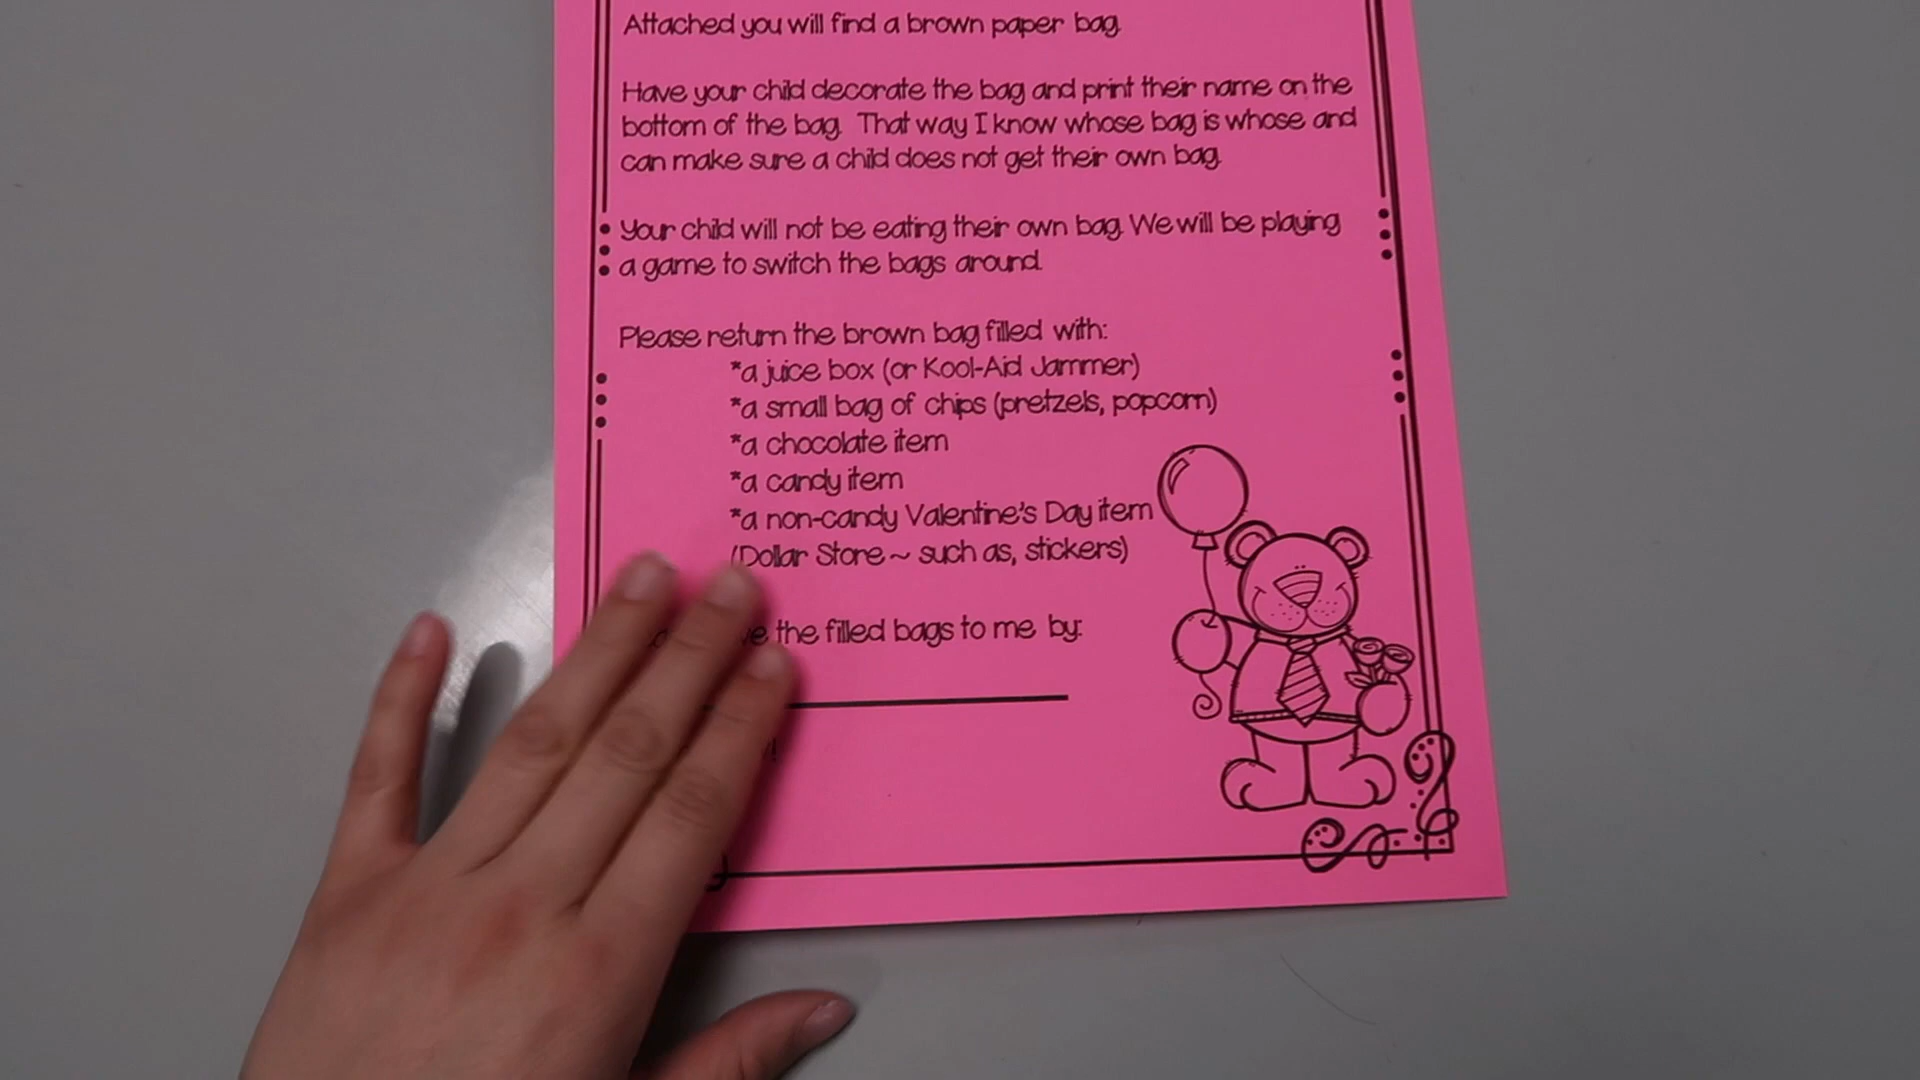 Attached you will find a brown paper bag.
Have your child decorate the bag and print their name on the
bottom of the bag. That way I know whose bag is whose and
can make sure a child does not get their own bag.
Your child will not be eating their own bag. We will be playing
a game to switch the bags around.
Please return the brown bag filled with:
*a juice box (or Kool-Aid Jammer)
*a small bag of chips (pretzels, popcorn)
*a chocolate item
*a candy item
*a non-candy Valentine's Day item
(Dollar Store ~ such as, stickers)
the filled bags to me by: